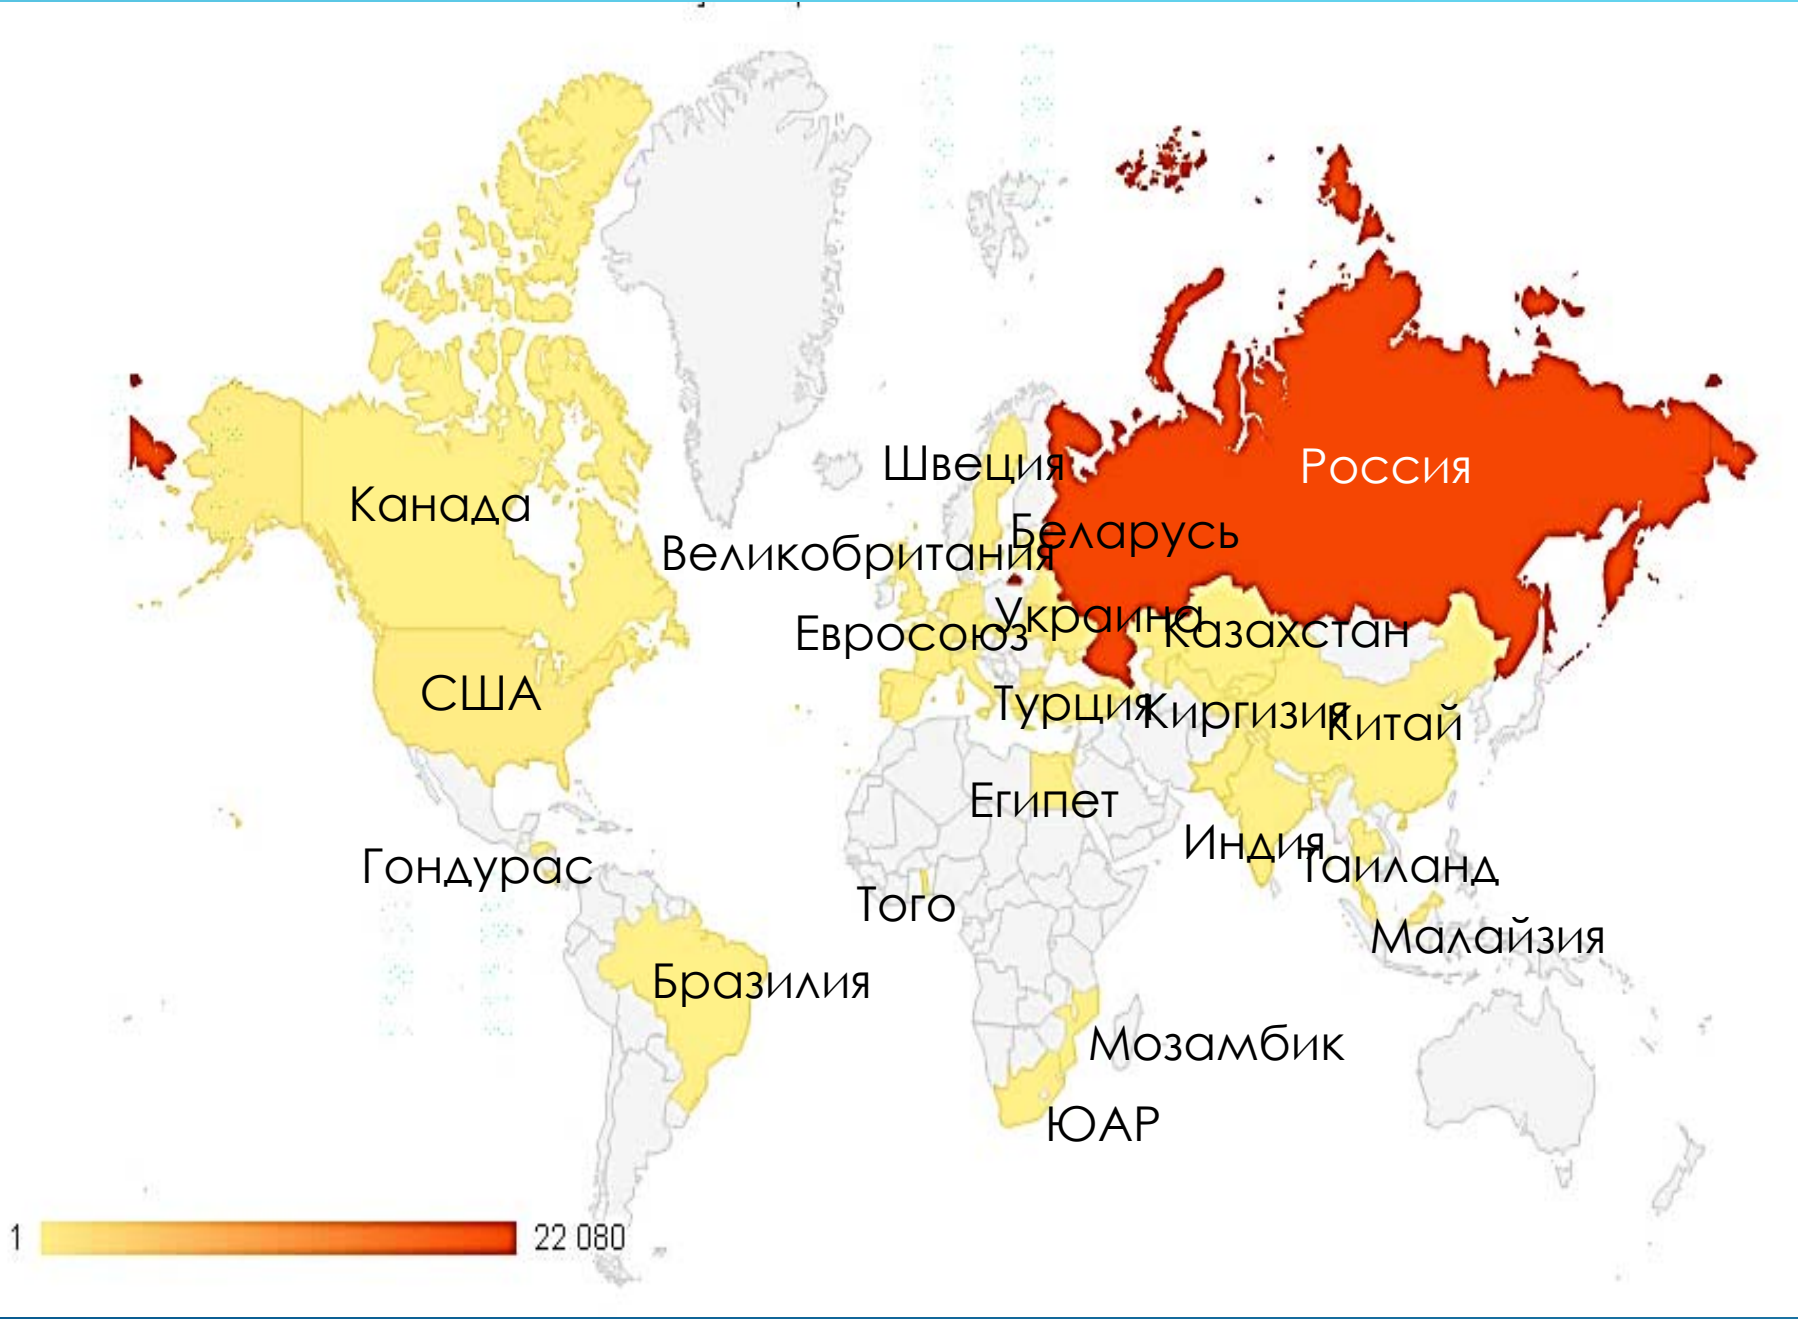 Швеция
Россия
Канада
Беларусь
Великобритания
Украина
Евросоюз
Казахстан
США
Турция
Киргизия
Китай
Египет
Индия
Таиланд
Гондурас
Того
Малайзия
Бразилия
Мозамбик
ЮАР
1
22 080